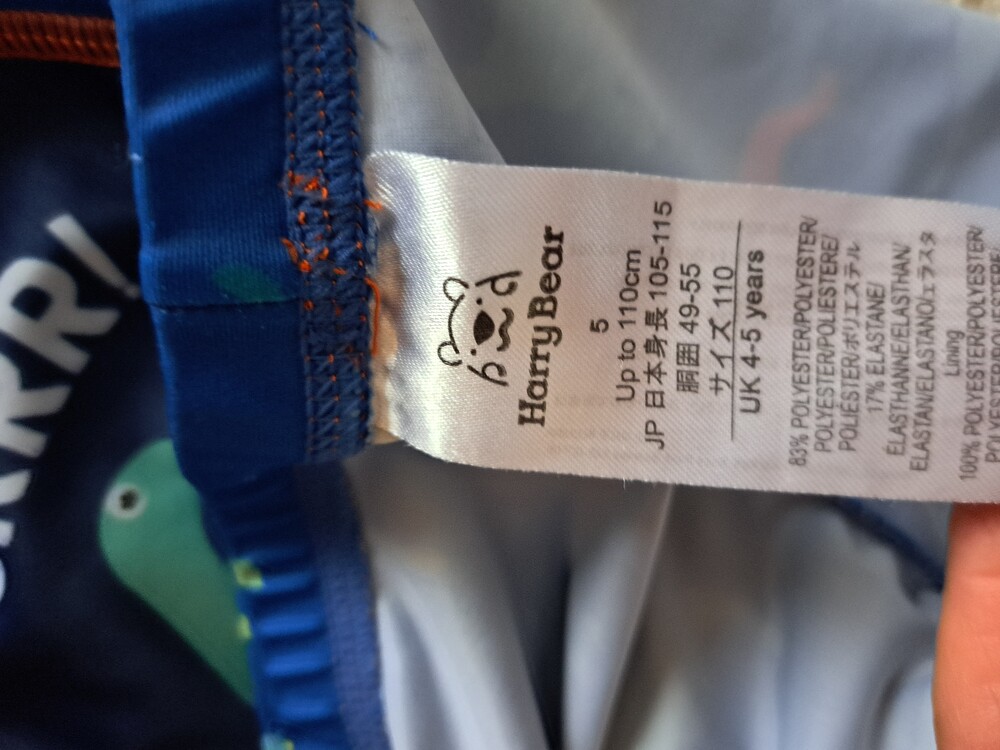 Harry Bear
5
Up to 110cm
JP 日本身長 105-115
胴囲 49-55
サイズ 110
UK 4-5 years
83% POLYESTER/POLYESTER/
POLYESTER/POLIESTERE/
POLIÉSTER/ポリエステル
17% ELASTANE/
ELASTHANNE/ELASTHAN/
ELASTAN/ELASTANO/エラスタ
Lining
100% POLYESTER/POLYESTER/
RR!